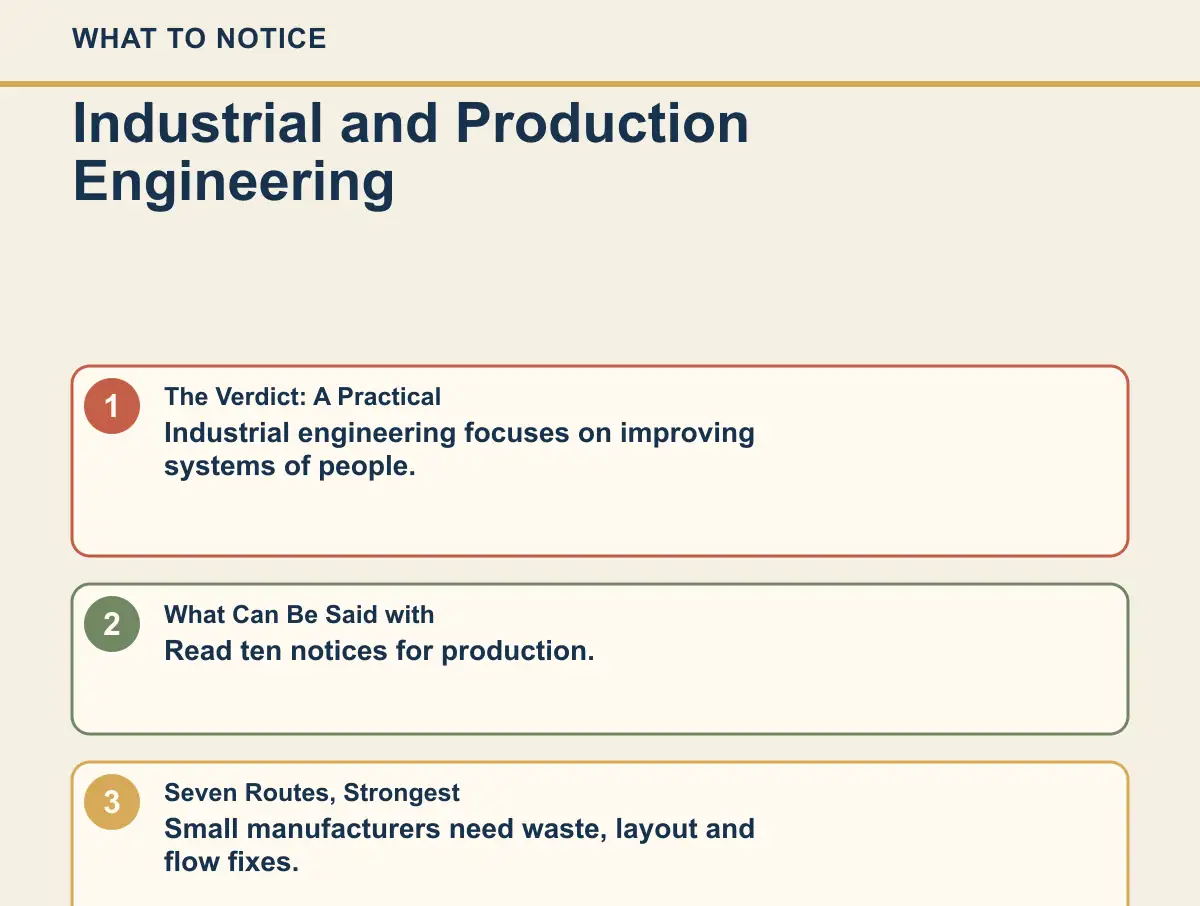 WHAT TO NOTICE
Industrial and Production
Engineering
1
The Verdict: A Practical
Industrial engineering focuses on improving
systems of people.
2
What Can Be Said with
Read ten notices for production.
3
Seven Routes, Strongest
Small manufacturers need waste, layout and
flow fixes.